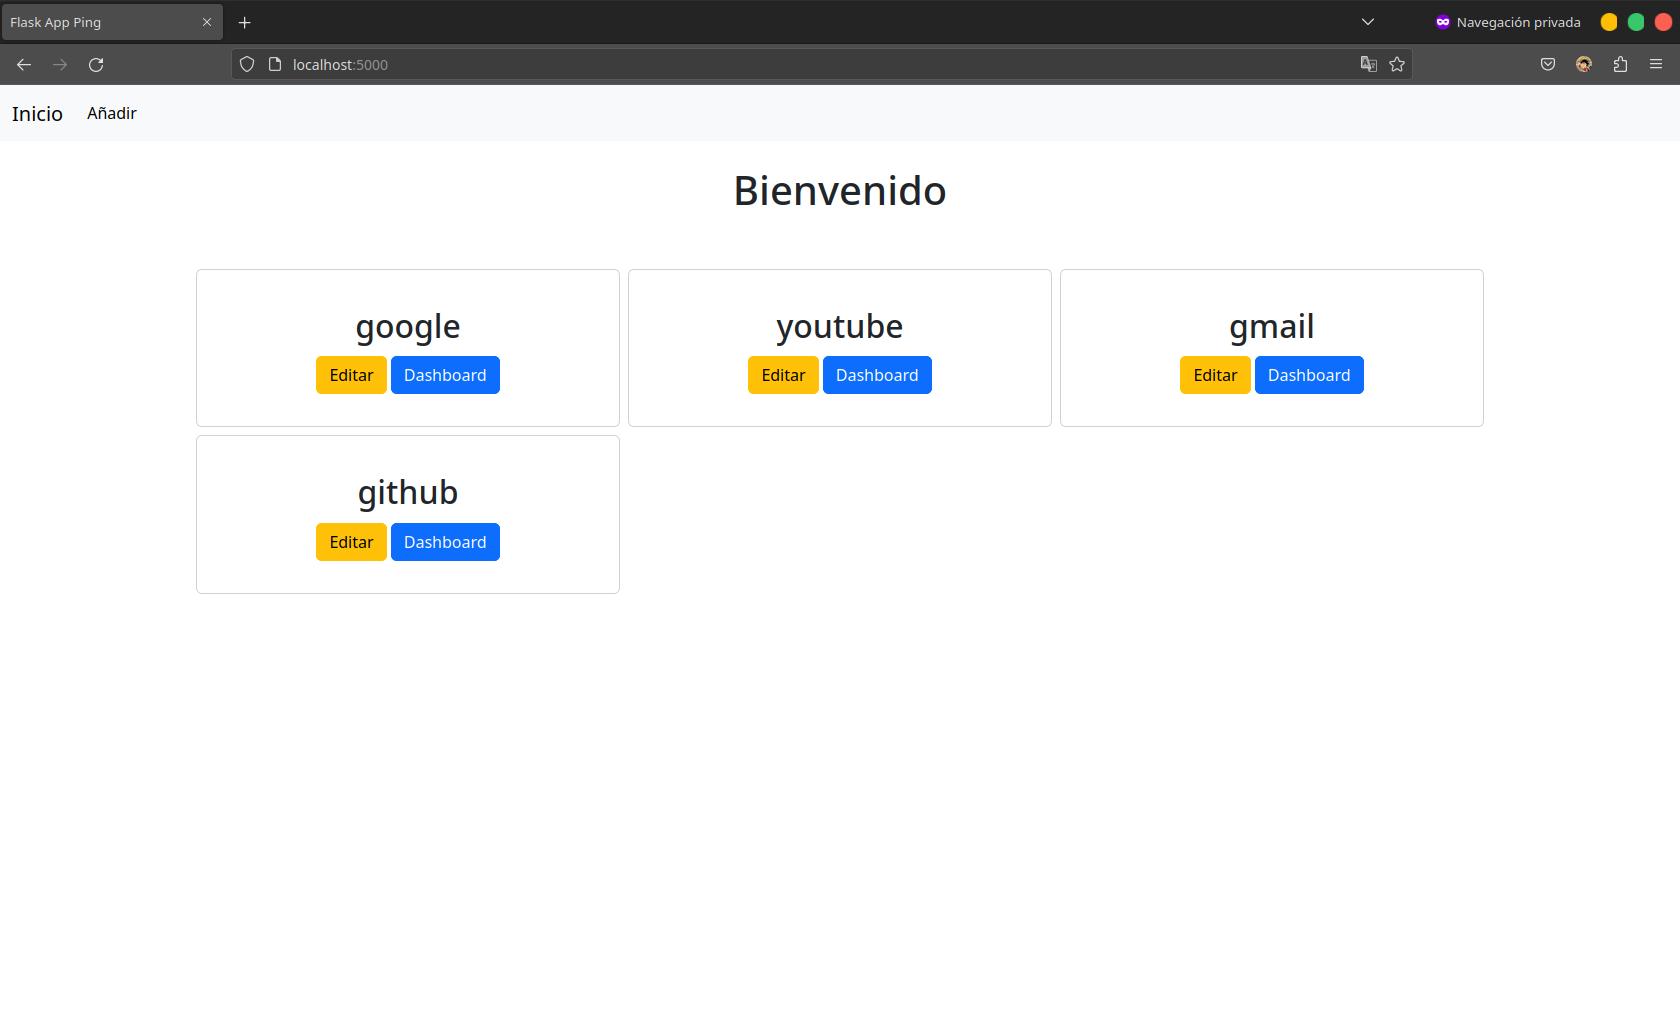 Flask App Ping
Navegación privada
localhost:5000
Inicio Añadir
Bienvenido
google
Editar Dashboard
youtube
Editar Dashboard
gmail
Editar Dashboard
github
Editar Dashboard